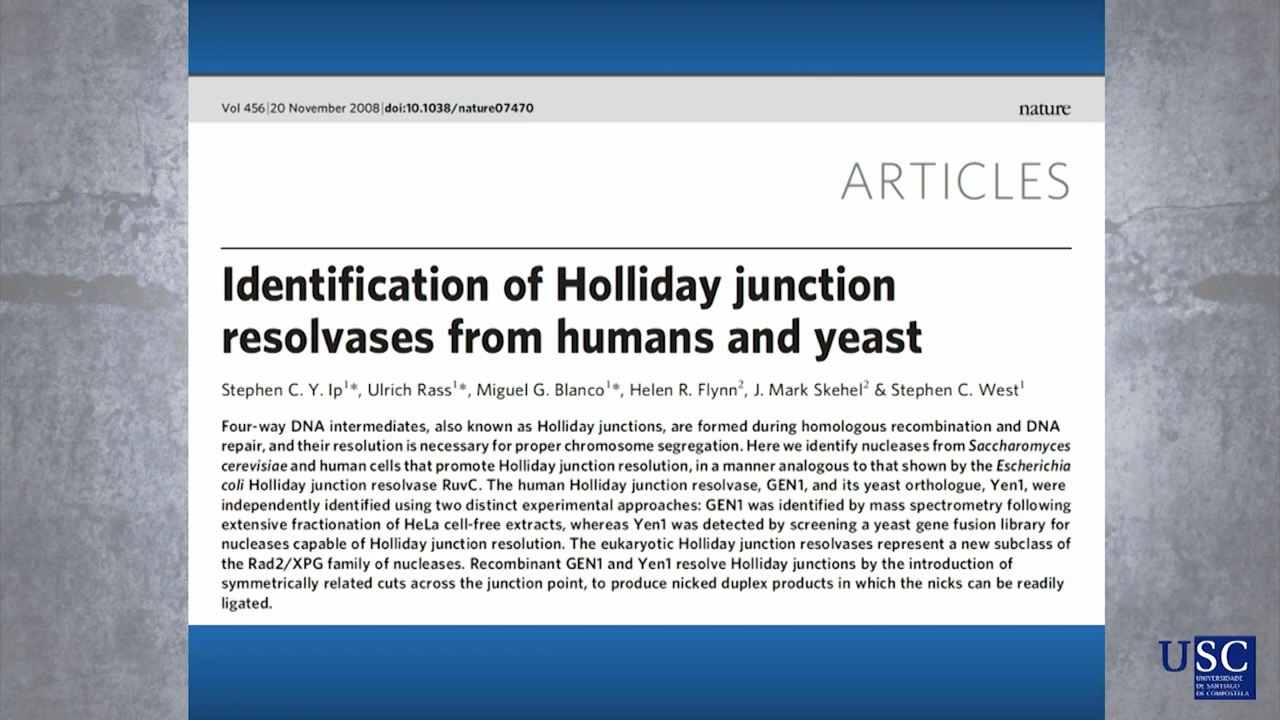 Vol 456|20 November 2008|doi:10.1038/nature07470
nature
ARTICLES
Identification of Holliday junction
resolvases from humans and yeast
Stephen C. Y. Ip¹*, Ulrich Rass¹*, Miguel G. Blanco¹*, Helen R. Flynn², J. Mark Skehel² & Stephen C. West¹
Four-way DNA intermediates, also known as Holliday junctions, are formed during homologous recombination and DNA
repair, and their resolution is necessary for proper chromosome segregation. Here we identify nucleases from Saccharomyces
cerevisiae and human cells that promote Holliday junction resolution, in a manner analogous to that shown by the Escherichia
coli Holliday junction resolvase RuvC. The human Holliday junction resolvase, GEN1, and its yeast orthologue, Yen1, were
independently identified using two distinct experimental approaches: GEN1 was identified by mass spectrometry following
extensive fractionation of HeLa cell-free extracts, whereas Yen1 was detected by screening a yeast gene fusion library for
nucleases capable of Holliday junction resolution. The eukaryotic Holliday junction resolvases represent a new subclass of
the Rad2/XPG family of nucleases. Recombinant GEN1 and Yen1 resolve Holliday junctions by the introduction of
symmetrically related cuts across the junction point, to produce nicked duplex products in which the nicks can be readily
ligated.
USC
UNIVERSIDADE
DE SANTIAGO
DE COMPOSTELA